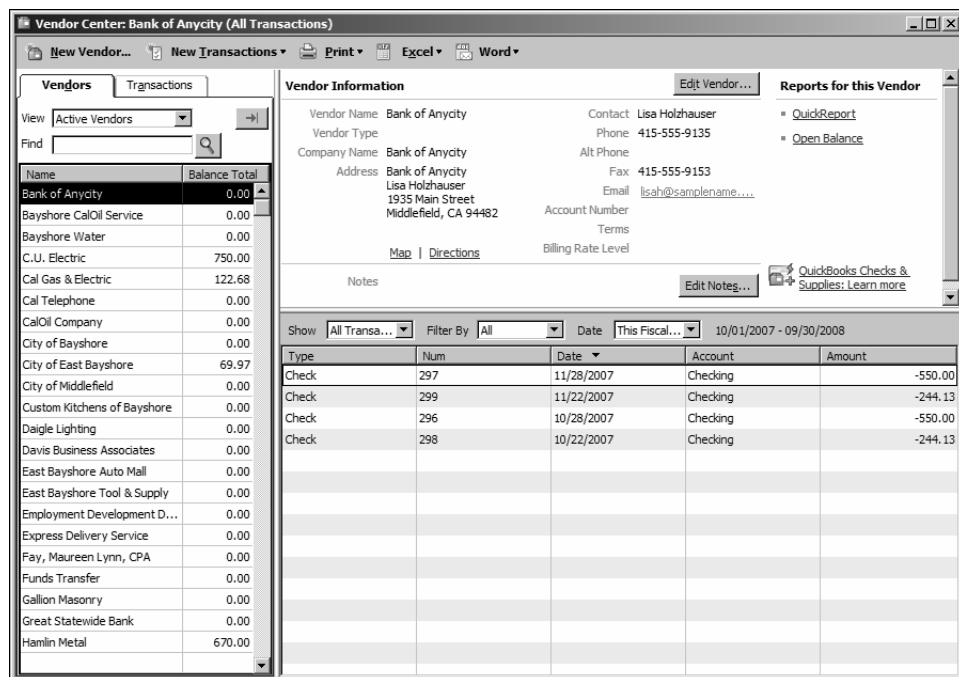 Vendor Center: Bank of Anycity (All Transactions)
New Vendor... New Transactions Print Excel Word
Vendors Transactions
View Active Vendors
Find
Name Balance Total
Bank of Anycity 0.00
Bayshore CalOil Service 0.00
Bayshore Water 0.00
C.U. Electric 750.00
Cal Gas & Electric 122.68
Cal Telephone 0.00
CalOil Company 0.00
City of Bayshore 0.00
City of East Bayshore 69.97
City of Middlefield 0.00
Custom Kitchens of Bayshore 0.00
Daigle Lighting 0.00
Davis Business Associates 0.00
East Bayshore Auto Mall 0.00
East Bayshore Tool & Supply 0.00
Employment Development D... 0.00
Express Delivery Service 0.00
Fay, Maureen Lynn, CPA 0.00
Funds Transfer 0.00
Gallion Masonry 0.00
Great Statewide Bank 0.00
Hamlin Metal 670.00
Vendor Information Edit Vendor...
Vendor Name Bank of Anycity
Vendor Type
Company Name Bank of Anycity
Address Bank of Anycity
Lisa Holzhauser
1935 Main Street
Middlefield, CA 94482
Map | Directions
Contact Lisa Holzhauser
Phone 415-555-9135
Alt Phone
Fax 415-555-9153
Email lisah@samplename....
Account Number
Terms
Billing Rate Level
Notes
Edit Notes...
Reports for this Vendor
QuickReport
Open Balance
QuickBooks Checks &
Supplies: Learn more
Show All Transa... Filter By All Date This Fiscal... 10/01/2007 - 09/30/2008
Type Num Date Account Amount
Check 297 11/28/2007 Checking -550.00
Check 299 11/22/2007 Checking -244.13
Check 296 10/28/2007 Checking -550.00
Check 298 10/22/2007 Checking -244.13